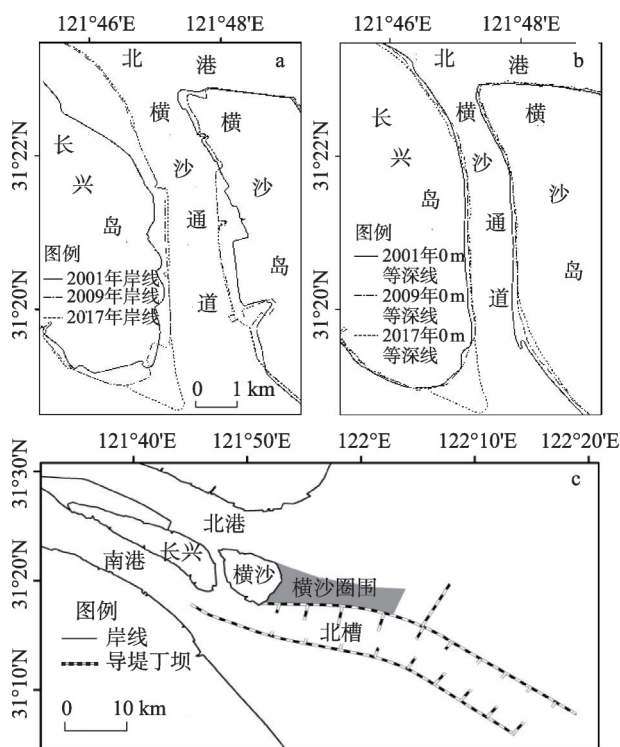 121°46'E 121°48'E
北港 a
横沙通道
长兴岛
横沙岛
31°22'N
31°20'N
图例
2001年岸线
2009年岸线
2017年岸线
0 1 km
121°46'E 121°48'E
北港 b
横沙通道
长兴岛
横沙岛
31°22'N
31°20'N
图例
2001年0 m
等深线
2009年0 m
等深线
2017年0 m
等深线
121°40'E 121°50'E 122°E 122°10'E 122°20'E
c
31°30'N
31°20'N
31°10'N
北港
长兴
南港
横沙
横沙圈围
北槽
图例
岸线
导堤丁坝
0 10 km